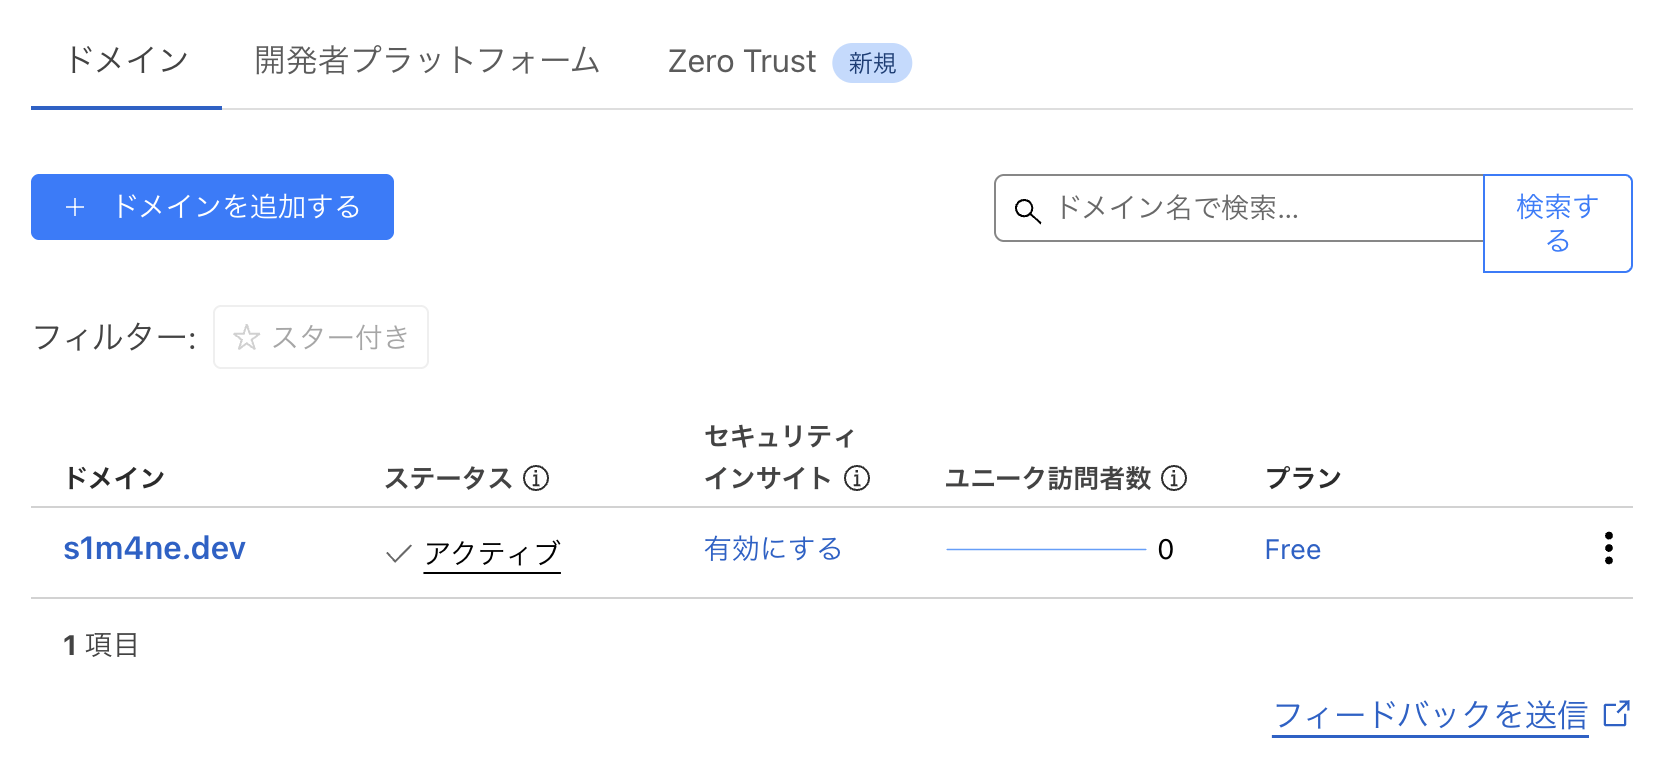 ドメイン 開発者プラットフォーム Zero Trust 新規
+ ドメインを追加する ドメイン名で検索... 検索す
る
フィルター: スター付き
セキュリティ
ドメイン ステータス インサイト ユニーク訪問者数 プラン
s1m4ne.dev アクティブ 有効にする 0 Free
1 項目
フィードバックを送信